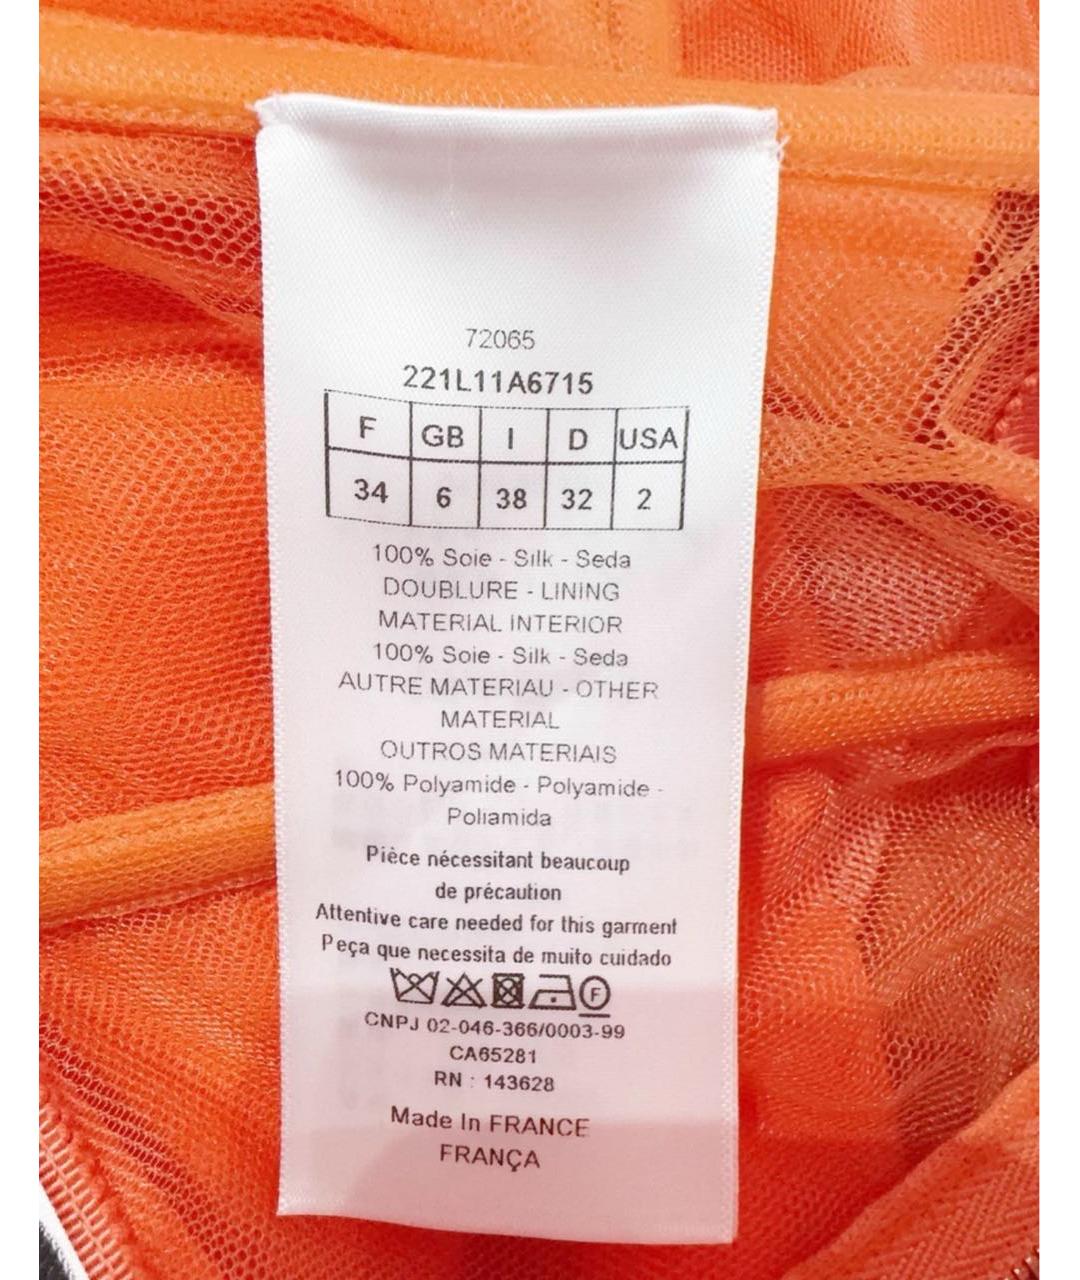 72065
221L11A6715
F GB I D USA
34 6 38 32 2
100% Soie - Silk - Seda
DOUBLURE - LINING
MATERIAL INTERIOR
100% Soie - Silk - Seda
AUTRE MATERIAU - OTHER
MATERIAL
OUTROS MATERIAIS
100% Polyamide - Polyamide -
Poliamida
Pièce nécessitant beaucoup
de précaution
Attentive care needed for this garment
Peça que necessita de muito cuidado
F
CNPJ 02-046-366/0003-99
CA65281
RN : 143628
Made In FRANCE
FRANÇA